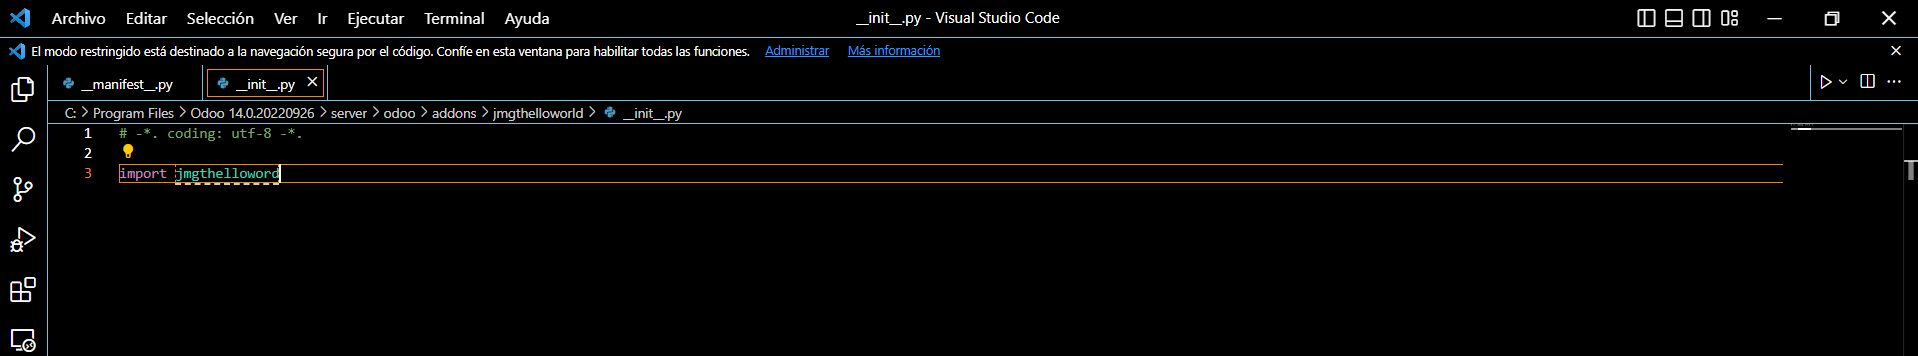 Archivo Editar Selección Ver Ir Ejecutar Terminal Ayuda __init__.py - Visual Studio Code
El modo restringido está destinado a la navegación segura por el código. Confíe en esta ventana para habilitar todas las funciones. Administrar Más información
__manifest__.py __init__.py
C: > Program Files > Odoo 14.0.20220926 > server > odoo > addons > jmgthelloworld > __init__.py
1 # -*. coding: utf-8 -*.
2
3 import jmgthelloword